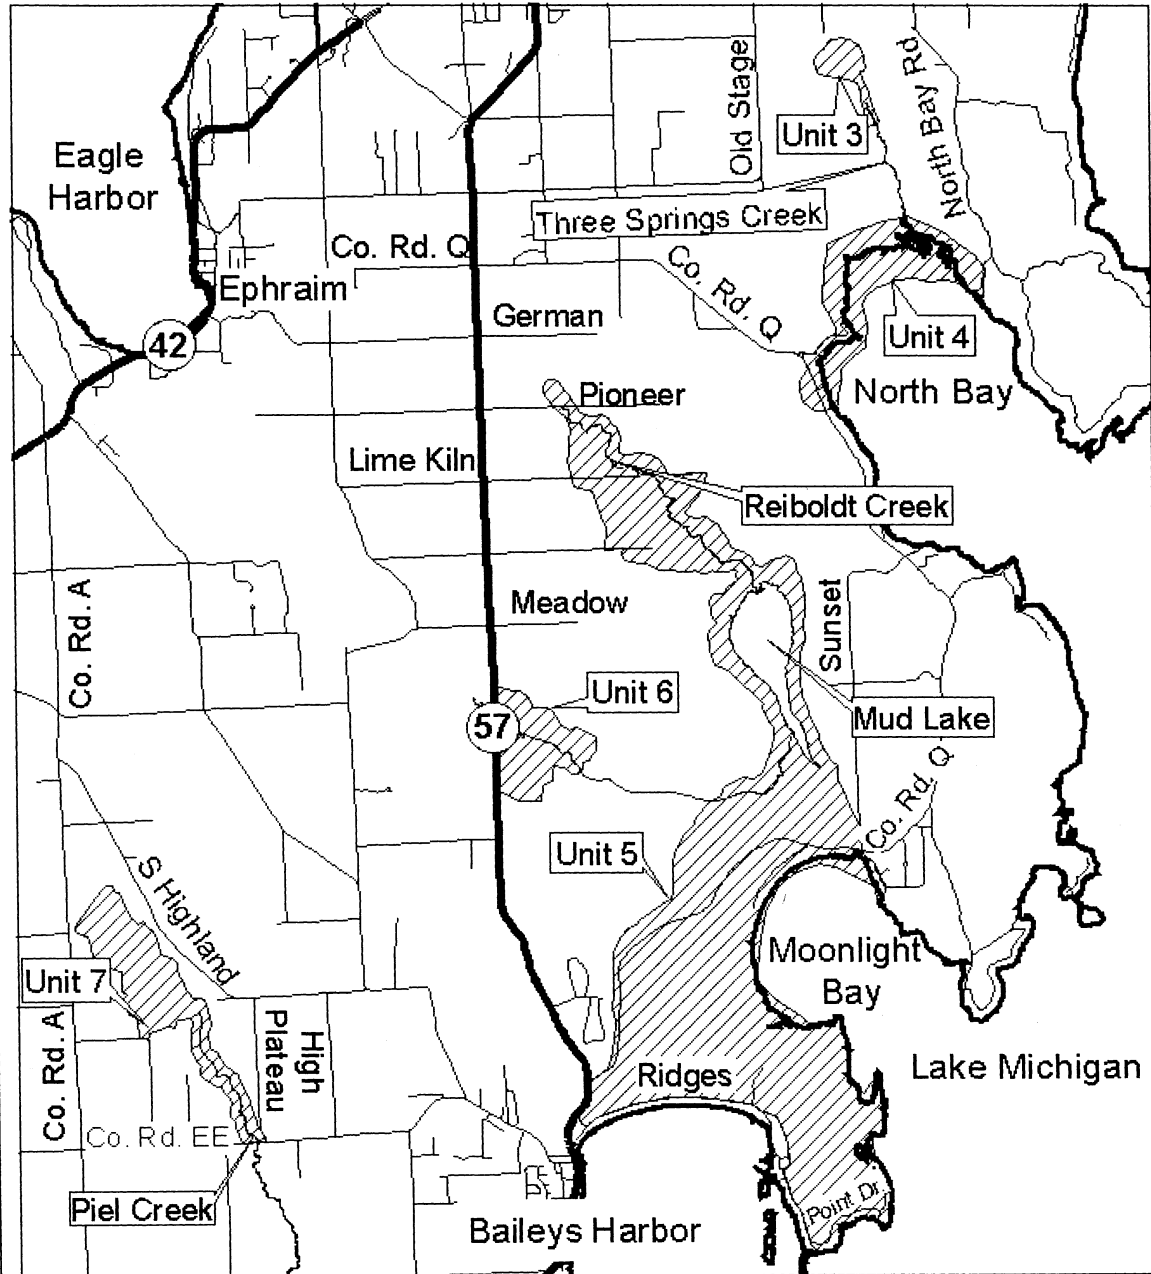 Old Stage
North Bay Rd
Unit 3
Eagle
Harbor
Three Springs Creek
Co. Rd. Q
Co. Rd. Q
Ephraim
German
42
Unit 4
Pioneer
North Bay
Lime Kiln
Reiboldt Creek
Co. Rd. A
Meadow
Sunset
Unit 6
57
Mud Lake
Co. Rd. Q
Unit 5
S Highland
Moonlight
Bay
Unit 7
Co. Rd. A
High
Plateau
Ridges
Lake Michigan
Co. Rd. EE
Piel Creek
Point Dr.
Baileys Harbor